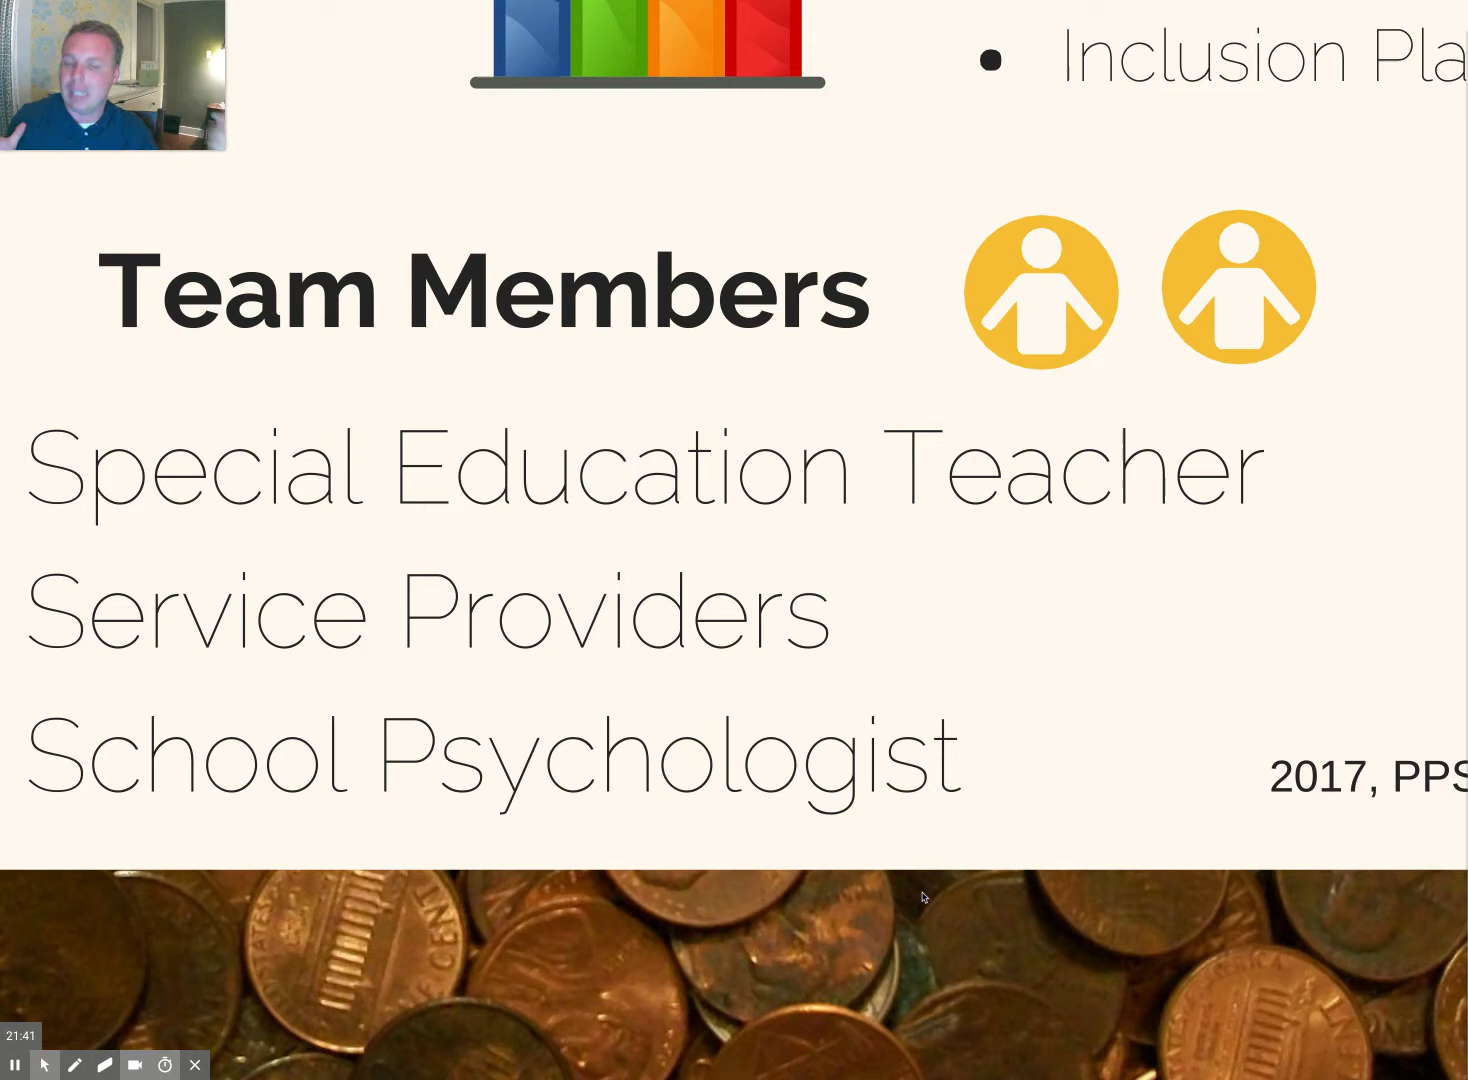 Inclusion Pla
Team Members
Special Education Teacher
Service Providers
School Psychologist
2017, PPS
21:41